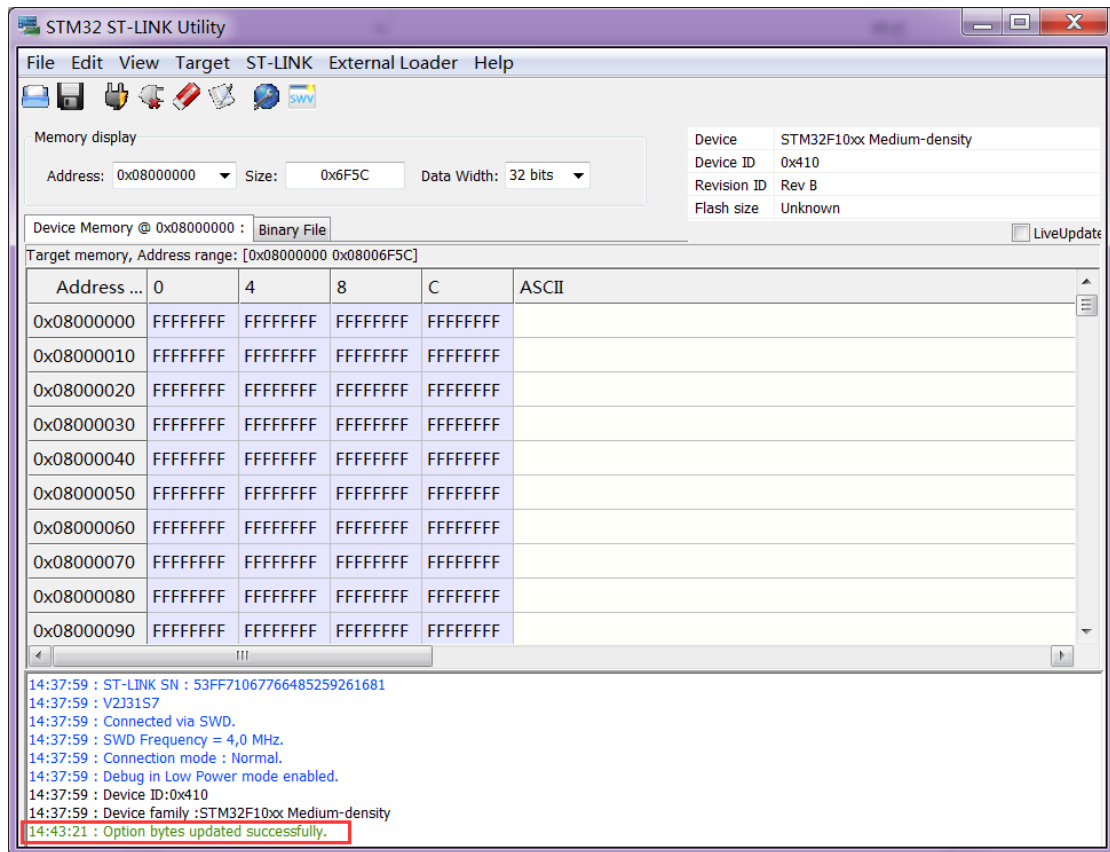 STM32 ST-LINK Utility
File Edit View Target ST-LINK External Loader Help
SWV
Memory display
Address: 0x08000000 Size: 0x6F5C Data Width: 32 bits
Device STM32F10xx Medium-density
Device ID 0x410
Revision ID Rev B
Flash size Unknown
Device Memory @ 0x08000000 : Binary File
LiveUpdate
Target memory, Address range: [0x08000000 0x08006F5C]
Address ... 0 4 8 C ASCII
0x08000000 FFFFFFFF FFFFFFFF FFFFFFFF FFFFFFFF
0x08000010 FFFFFFFF FFFFFFFF FFFFFFFF FFFFFFFF
0x08000020 FFFFFFFF FFFFFFFF FFFFFFFF FFFFFFFF
0x08000030 FFFFFFFF FFFFFFFF FFFFFFFF FFFFFFFF
0x08000040 FFFFFFFF FFFFFFFF FFFFFFFF FFFFFFFF
0x08000050 FFFFFFFF FFFFFFFF FFFFFFFF FFFFFFFF
0x08000060 FFFFFFFF FFFFFFFF FFFFFFFF FFFFFFFF
0x08000070 FFFFFFFF FFFFFFFF FFFFFFFF FFFFFFFF
0x08000080 FFFFFFFF FFFFFFFF FFFFFFFF FFFFFFFF
0x08000090 FFFFFFFF FFFFFFFF FFFFFFFF FFFFFFFF
14:37:59 : ST-LINK SN : 53FF71067766485259261681
14:37:59 : V2J31S7
14:37:59 : Connected via SWD.
14:37:59 : SWD Frequency = 4,0 MHz.
14:37:59 : Connection mode : Normal.
14:37:59 : Debug in Low Power mode enabled.
14:37:59 : Device ID:0x410
14:37:59 : Device family :STM32F10xx Medium-density
14:43:21 : Option bytes updated successfully.